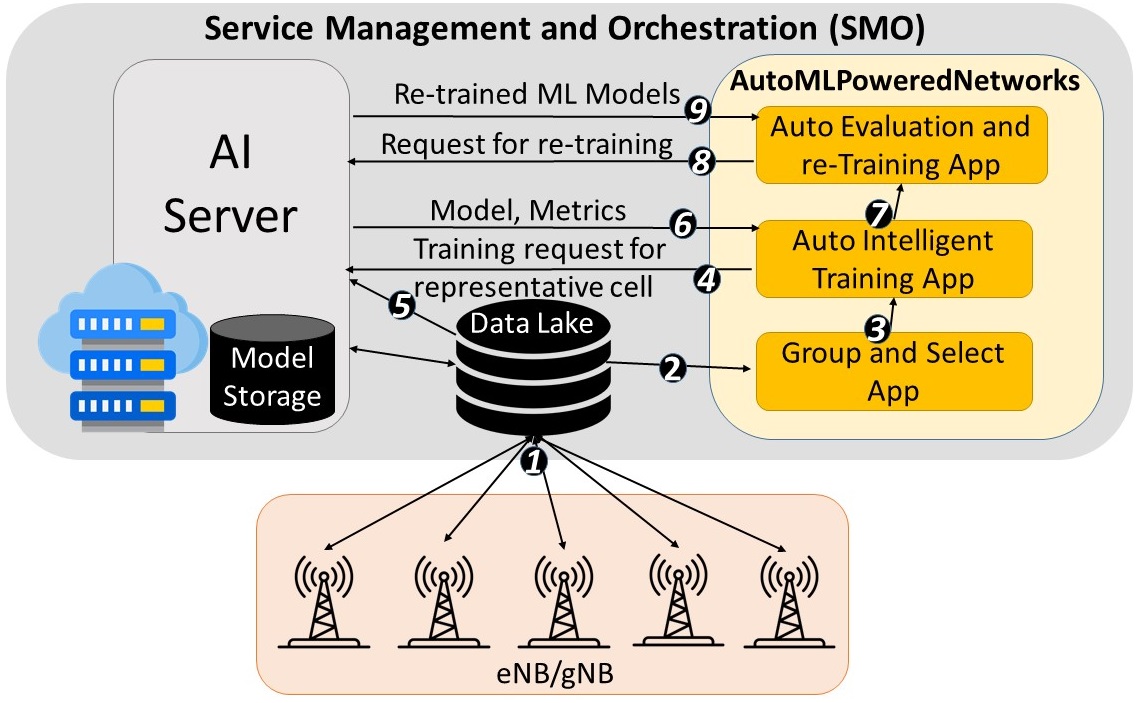 Service Management and Orchestration (SMO)
AI
Server
Model
Storage
Re-trained ML Models
9
Request for re-training
8
Model, Metrics
6
Training request for
representative cell
4
5
Data Lake
2
1
AutoMLPoweredNetworks
Auto Evaluation and
re-Training App
7
Auto Intelligent
Training App
3
Group and Select
App
eNB/gNB